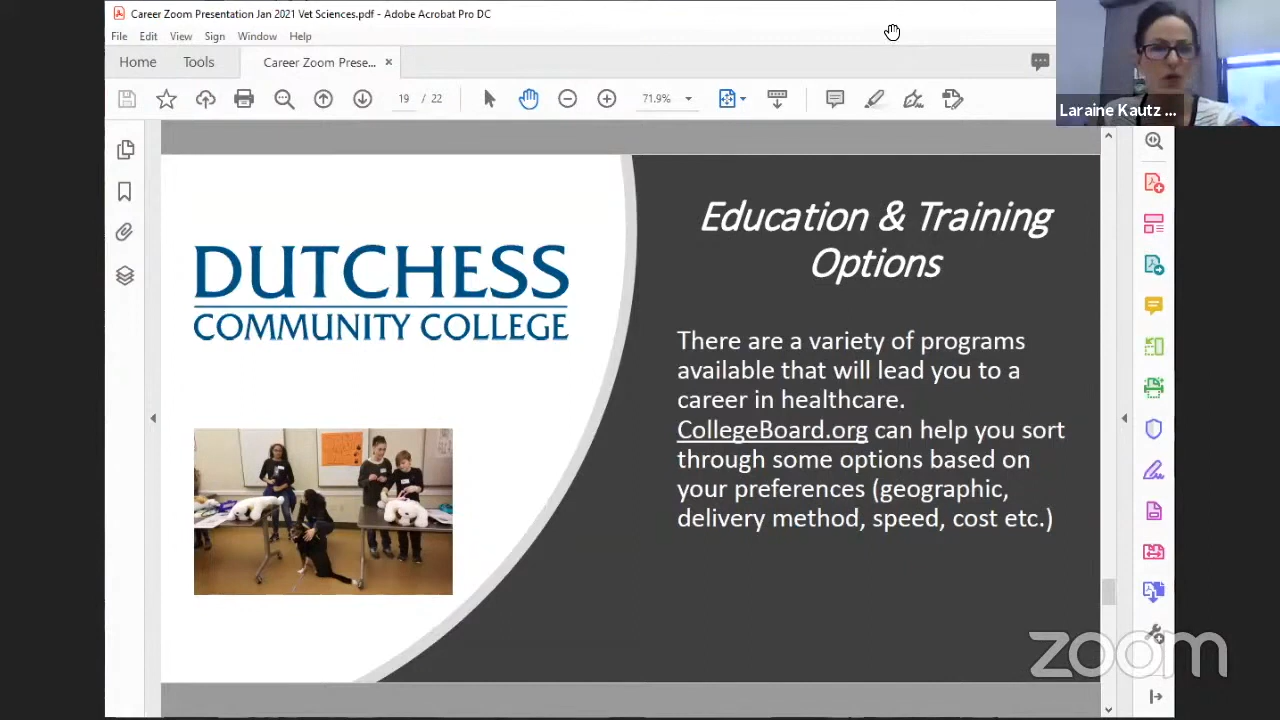 Career Zoom Presentation Jan 2021 Vet Sciences.pdf - Adobe Acrobat Pro DC
File Edit View Sign Window Help
Home Tools Career Zoom Prese... ×
19 / 22 71.9%
Laraine Kautz ...
DUTCHESS
COMMUNITY COLLEGE
Education & Training
Options
There are a variety of programs
available that will lead you to a
career in healthcare.
CollegeBoard.org can help you sort
through some options based on
your preferences (geographic,
delivery method, speed, cost etc.)
zoom